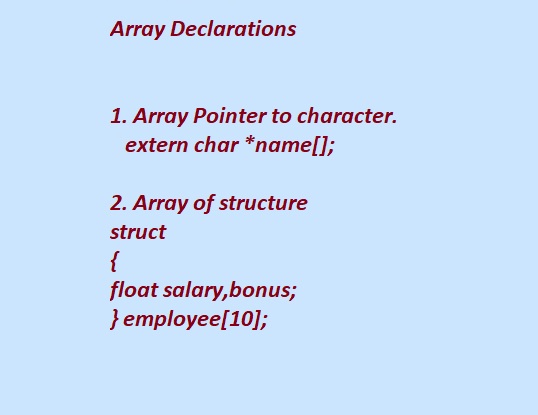 Array Declarations
1. Array Pointer to character.
extern char *name[];
2. Array of structure
struct
{
float salary,bonus;
} employee[10];